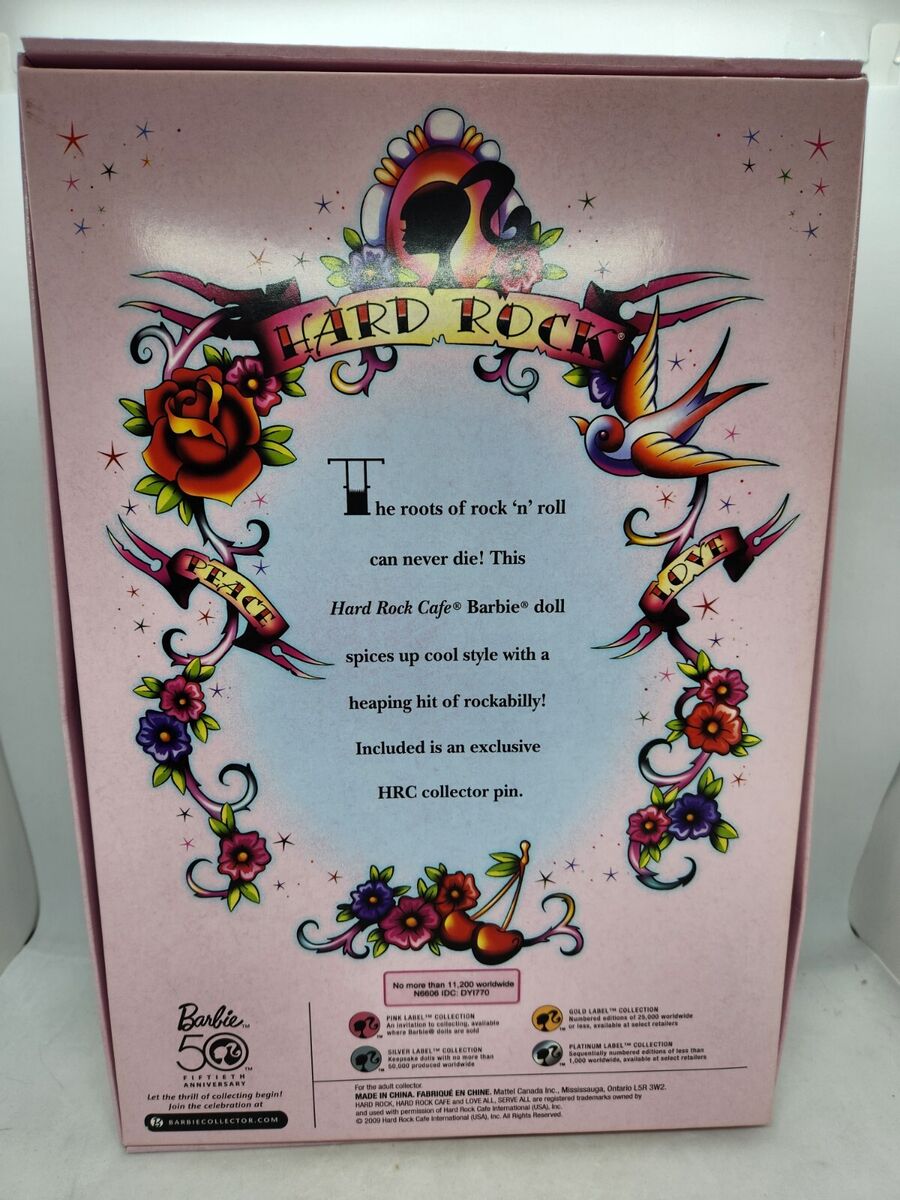 HARD ROCK®
The roots of rock ‘n’ roll
can never die! This
Hard Rock Cafe® Barbie® doll
spices up cool style with a
heaping hit of rockabilly!
Included is an exclusive
HRC collector pin.
PEACE
LOVE
No more than 11,200 worldwide
N6606 IDC: DYI770
PINK LABEL™ COLLECTION
An invitation to collecting, available
where Barbie® dolls are sold
GOLD LABEL™ COLLECTION
Numbered editions of 25,000 worldwide
or less, available at select retailers
SILVER LABEL™ COLLECTION
Keepsake dolls with no more than
50,000 produced worldwide
PLATINUM LABEL™ COLLECTION
Sequentially numbered editions of less than
1,000 worldwide, available at select retailers
Barbie™
50™
FIFTIETH
ANNIVERSARY
Let the thrill of collecting begin!
Join the celebration at
BARBIECOLLECTOR.COM
For the adult collector.
MADE IN CHINA. FABRIQUÉ EN CHINE. Mattel Canada Inc., Mississauga, Ontario L5R 3W2.
HARD ROCK, HARD ROCK CAFE and LOVE ALL, SERVE ALL are registered trademarks owned by
and used with permission of Hard Rock Cafe International (USA), Inc.
© 2009 Hard Rock Cafe International (USA), Inc. All Rights Reserved.